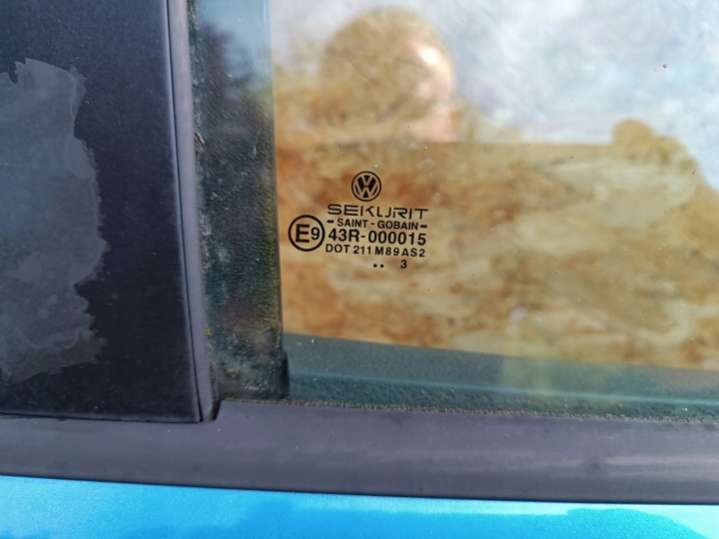 SEKURIT
- SAINT - GOBAIN -
E9 43R-000015
DOT 211 M89 AS2
.. 3